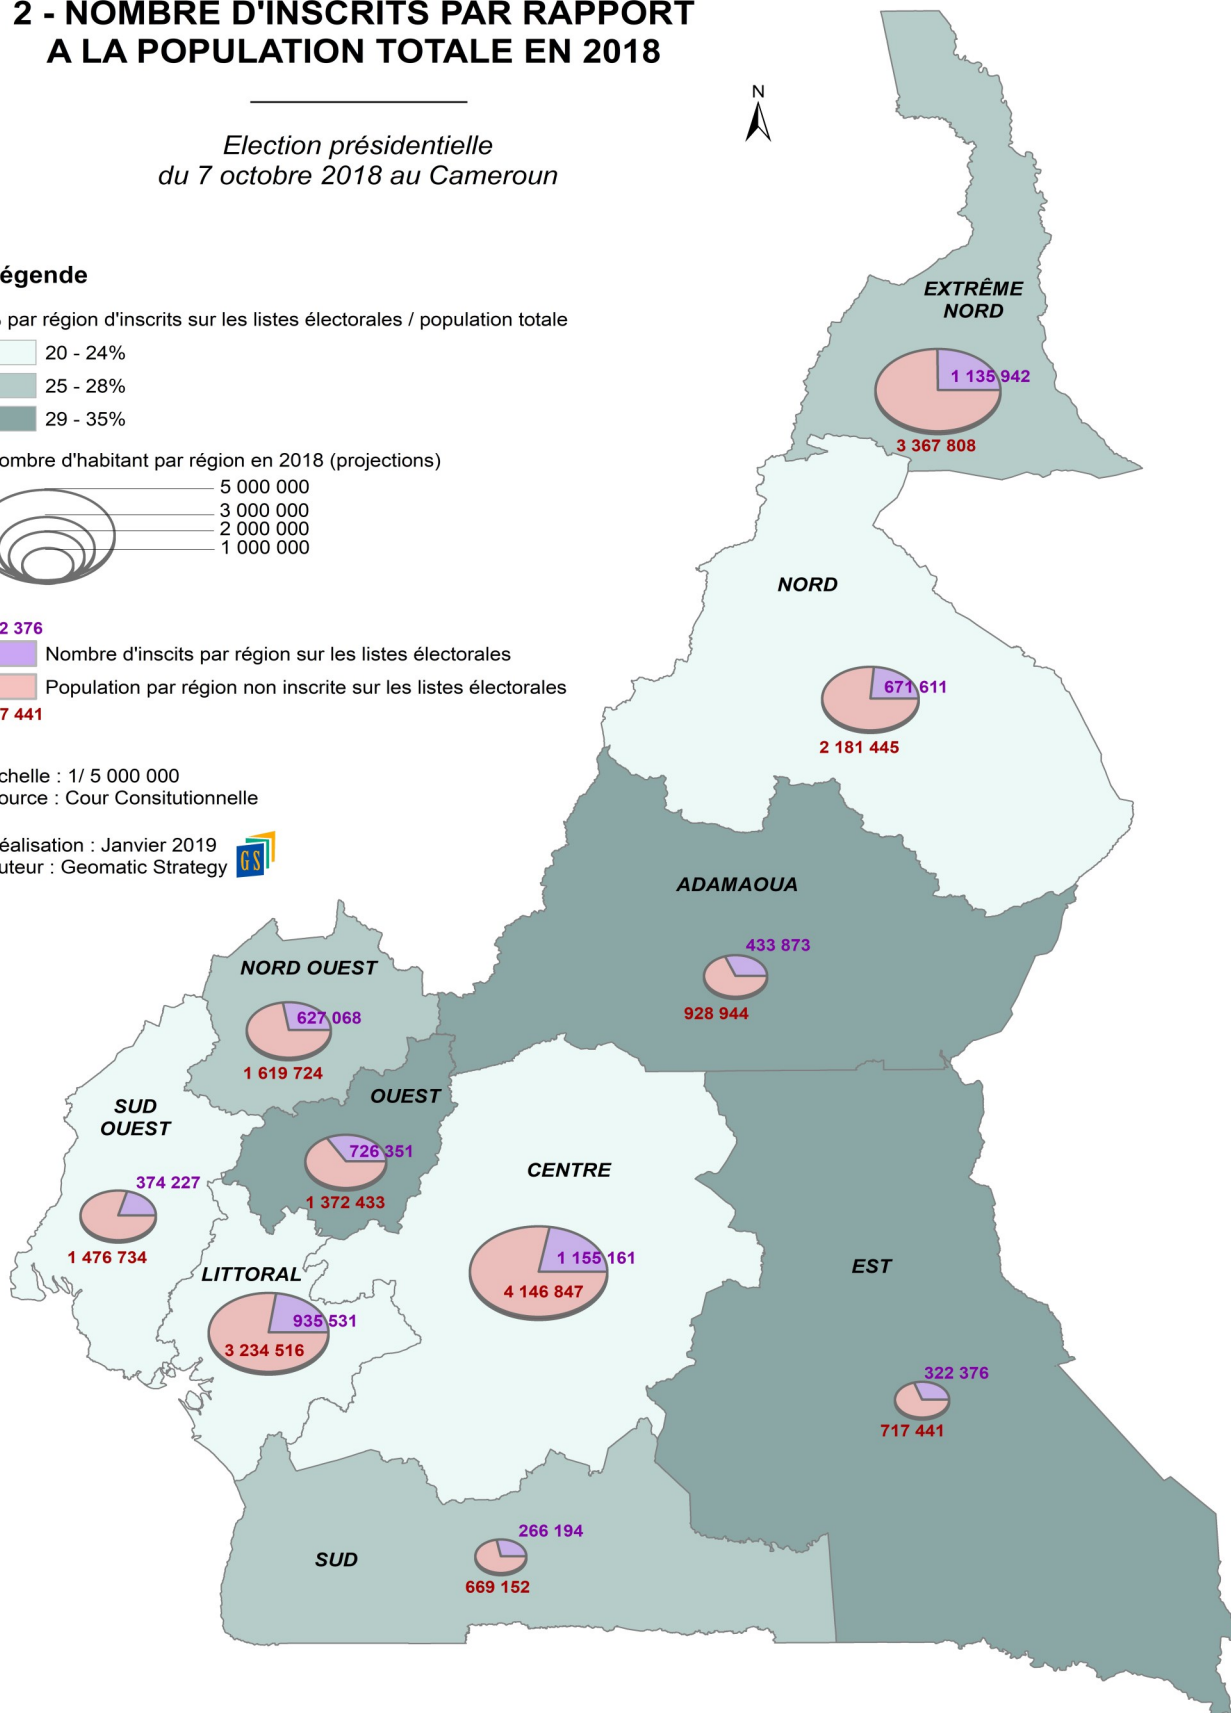 2 - NOMBRE D'INSCRITS PAR RAPPORT
A LA POPULATION TOTALE EN 2018
Election présidentielle
du 7 octobre 2018 au Cameroun
N
égende
par région d'inscrits sur les listes électorales / population totale
20 - 24%
25 - 28%
29 - 35%
ombre d'habitant par région en 2018 (projections)
5 000 000
3 000 000
2 000 000
1 000 000
2 376
Nombre d'inscits par région sur les listes électorales
Population par région non inscrite sur les listes électorales
7 441
chelle : 1/ 5 000 000
ource : Cour Consitutionnelle
éalisation : Janvier 2019
uteur : Geomatic Strategy
GS
EXTRÊME
NORD
1 135 942
3 367 808
NORD
671 611
2 181 445
ADAMAOUA
433 873
928 944
NORD OUEST
627 068
1 619 724
OUEST
726 351
1 372 433
SUD
OUEST
374 227
1 476 734
LITTORAL
935 531
3 234 516
CENTRE
1 155 161
4 146 847
EST
322 376
717 441
SUD
266 194
669 152